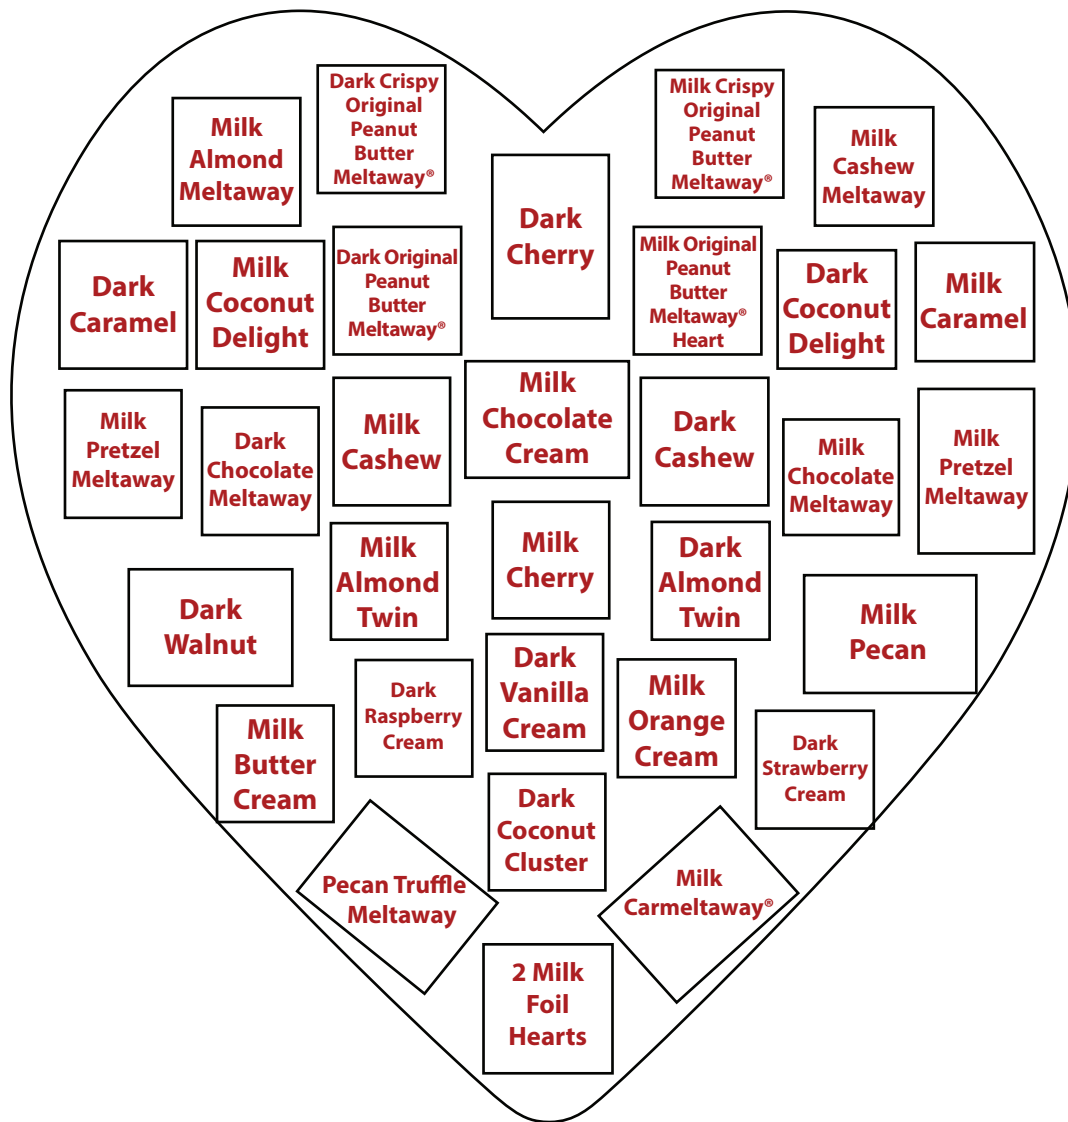 Milk
Almond
Meltaway
Dark Crispy
Original
Peanut
Butter
Meltaway®
Dark
Cherry
Milk Crispy
Original
Peanut
Butter
Meltaway®
Milk
Cashew
Meltaway
Dark
Caramel
Milk
Coconut
Delight
Dark Original
Peanut
Butter
Meltaway®
Milk Original
Peanut
Butter
Meltaway®
Heart
Dark
Coconut
Delight
Milk
Caramel
Milk
Pretzel
Meltaway
Dark
Chocolate
Meltaway
Milk
Cashew
Milk
Chocolate
Cream
Dark
Cashew
Milk
Chocolate
Meltaway
Milk
Pretzel
Meltaway
Dark
Walnut
Milk
Almond
Twin
Milk
Cherry
Dark
Almond
Twin
Milk
Pecan
Milk
Butter
Cream
Dark
Raspberry
Cream
Dark
Vanilla
Cream
Milk
Orange
Cream
Dark
Strawberry
Cream
Pecan Truffle
Meltaway
Dark
Coconut
Cluster
Milk
Carmeltaway®
2 Milk
Foil
Hearts